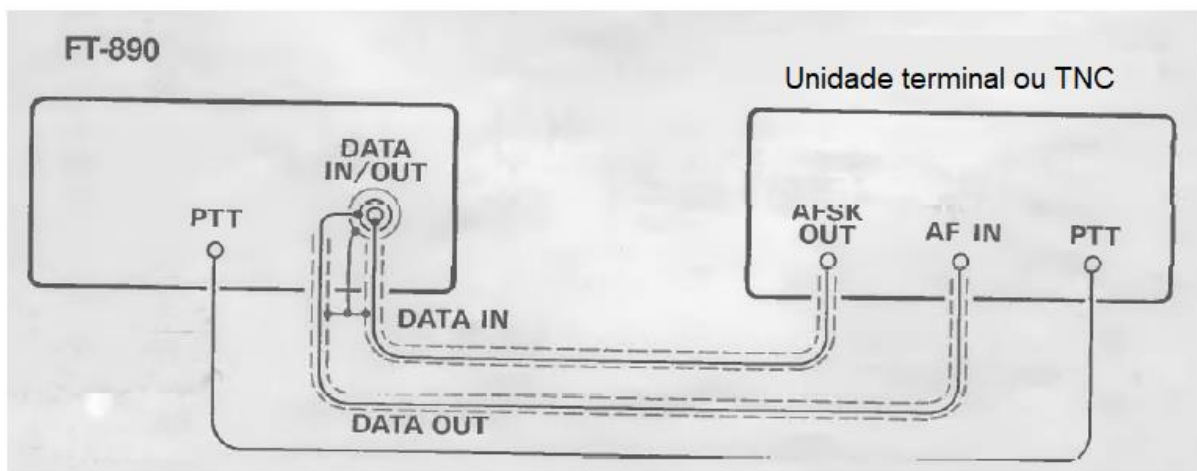 FT-890
Unidade terminal ou TNC
DATA
IN/OUT
PTT
AFSK
OUT
AF IN
PTT
DATA IN
DATA OUT